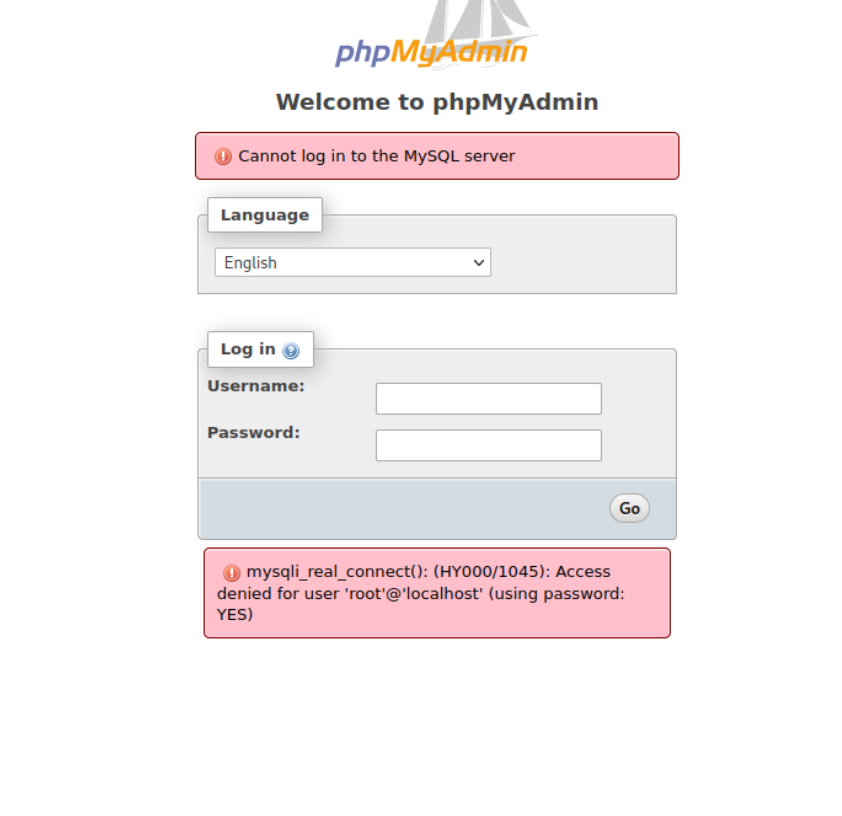 phpMyAdmin
Welcome to phpMyAdmin
Cannot log in to the MySQL server
Language
English
Log in
Username:
Password:
Go
mysqli_real_connect(): (HY000/1045): Access
denied for user 'root'@'localhost' (using password:
YES)